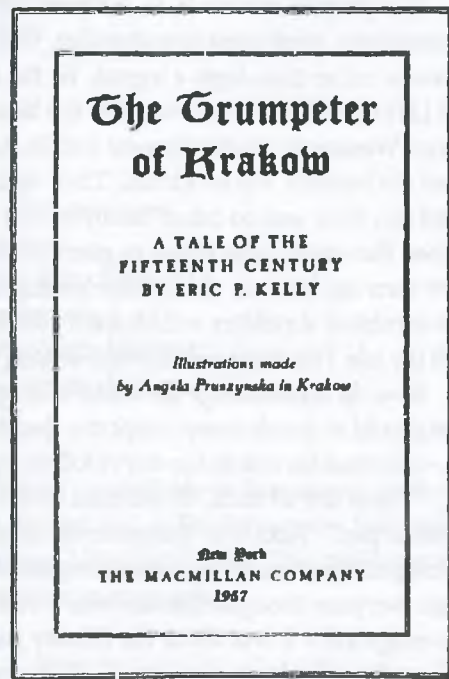 The Trumpeter
of Krakow
A TALE OF THE
FIFTEENTH CENTURY
BY ERIC P. KELLY
Illustrations made
by Angela Pruszynska in Krakow
New York
THE MACMILLAN COMPANY
1967